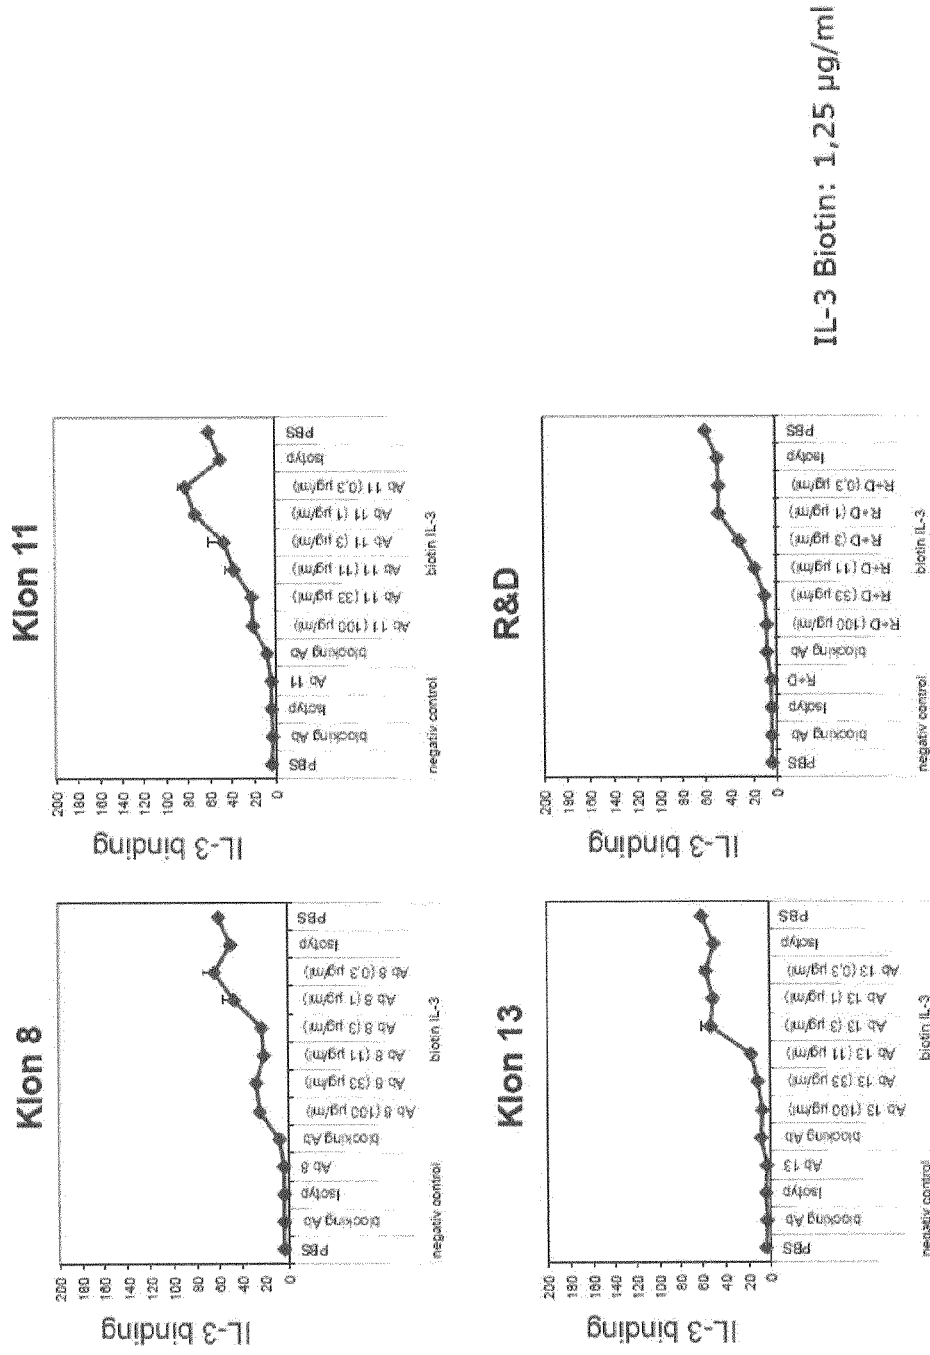 Klon 8
IL-3 binding
200
180
160
140
120
100
80
60
40
20
0
PBS
blocking Ab
Isotyp
Ab 8
blocking Ab
Ab 8 (100 µg/ml)
Ab 8 (33 µg/ml)
Ab 8 (11 µg/ml)
Ab 8 (3 µg/ml)
Ab 8 (1 µg/ml)
Ab 8 (0,3 µg/ml)
Isotyp
PBS
negativ control
biotin IL-3
Klon 11
IL-3 binding
200
180
160
140
120
100
80
60
40
20
0
PBS
blocking Ab
Isotyp
Ab 11
blocking Ab
Ab 11 (100 µg/ml)
Ab 11 (33 µg/ml)
Ab 11 (11 µg/ml)
Ab 11 (3 µg/ml)
Ab 11 (1 µg/ml)
Ab 11 (0,3 µg/ml)
Isotyp
PBS
negativ control
biotin IL-3
Klon 13
IL-3 binding
200
180
160
140
120
100
80
60
40
20
0
PBS
blocking Ab
Isotyp
Ab 13
blocking Ab
Ab 13 (100 µg/ml)
Ab 13 (33 µg/ml)
Ab 13 (11 µg/ml)
Ab 13 (3 µg/ml)
Ab 13 (1 µg/ml)
Ab 13 (0,3 µg/ml)
Isotyp
PBS
negativ control
biotin IL-3
R&D
IL-3 binding
200
180
160
140
120
100
80
60
40
20
0
PBS
blocking Ab
Isotyp
R+D
blocking Ab
R+D (100 µg/ml)
R+D (33 µg/ml)
R+D (11 µg/ml)
R+D (3 µg/ml)
R+D (1 µg/ml)
R+D (0,3 µg/ml)
Isotyp
PBS
negativ control
biotin IL-3
IL-3 Biotin: 1,25 µg/ml